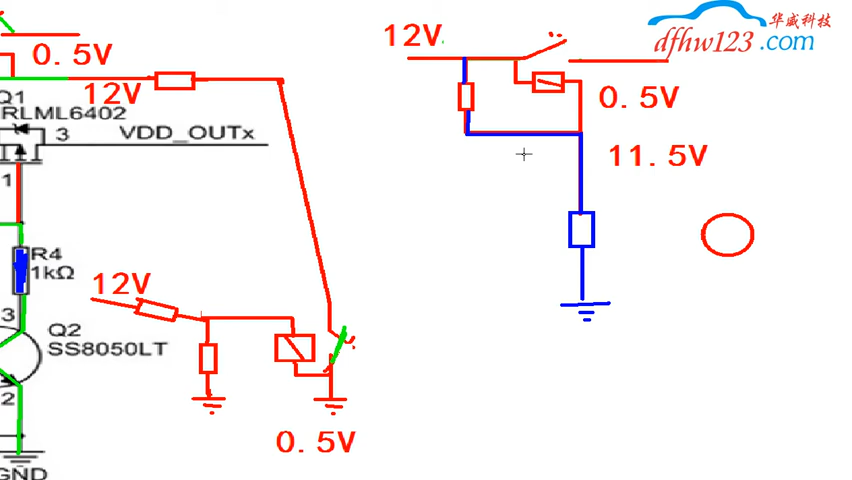 0.5V
12V
Q1
RLML6402
3
VDD_OUTx
1
R4
1kΩ
12V
3
Q2
SS8050LT
2
GND
0.5V
12V
0.5V
11.5V
华威科技
dfhw123.com